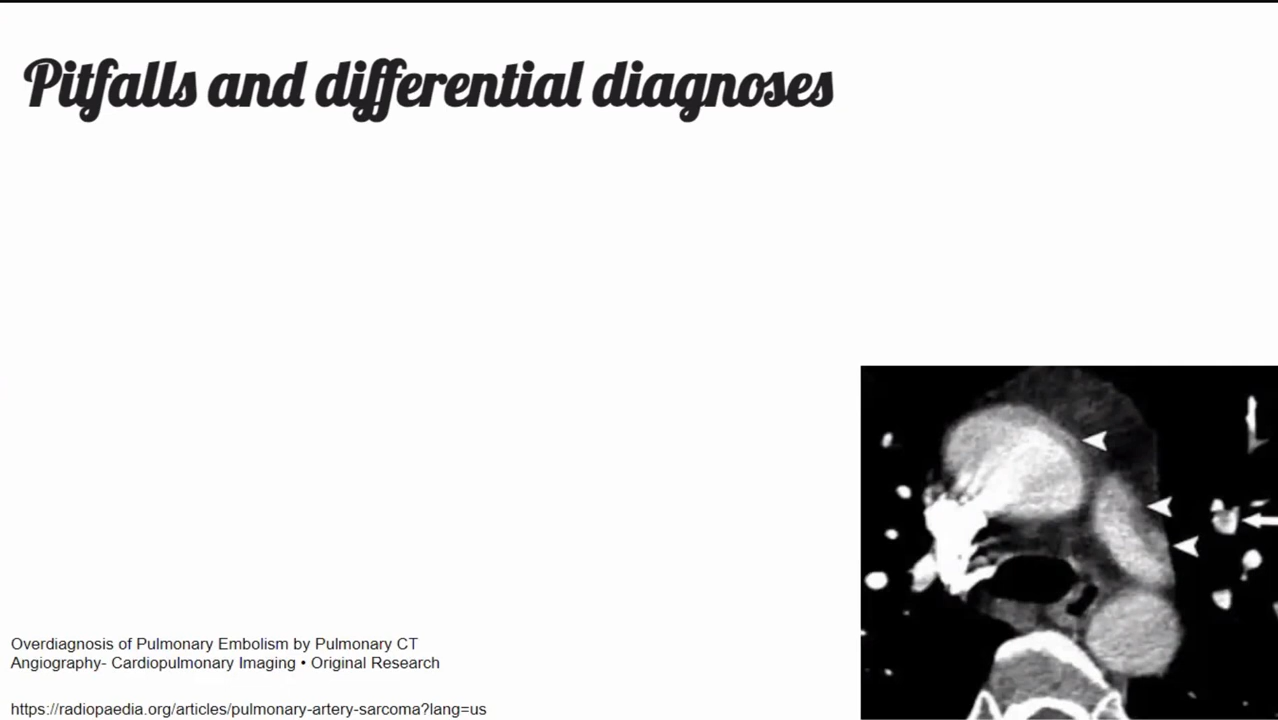 Pitfalls and differential diagnoses
Overdiagnosis of Pulmonary Embolism by Pulmonary CT
Angiography- Cardiopulmonary Imaging • Original Research
https://radiopaedia.org/articles/pulmonary-artery-sarcoma?lang=us